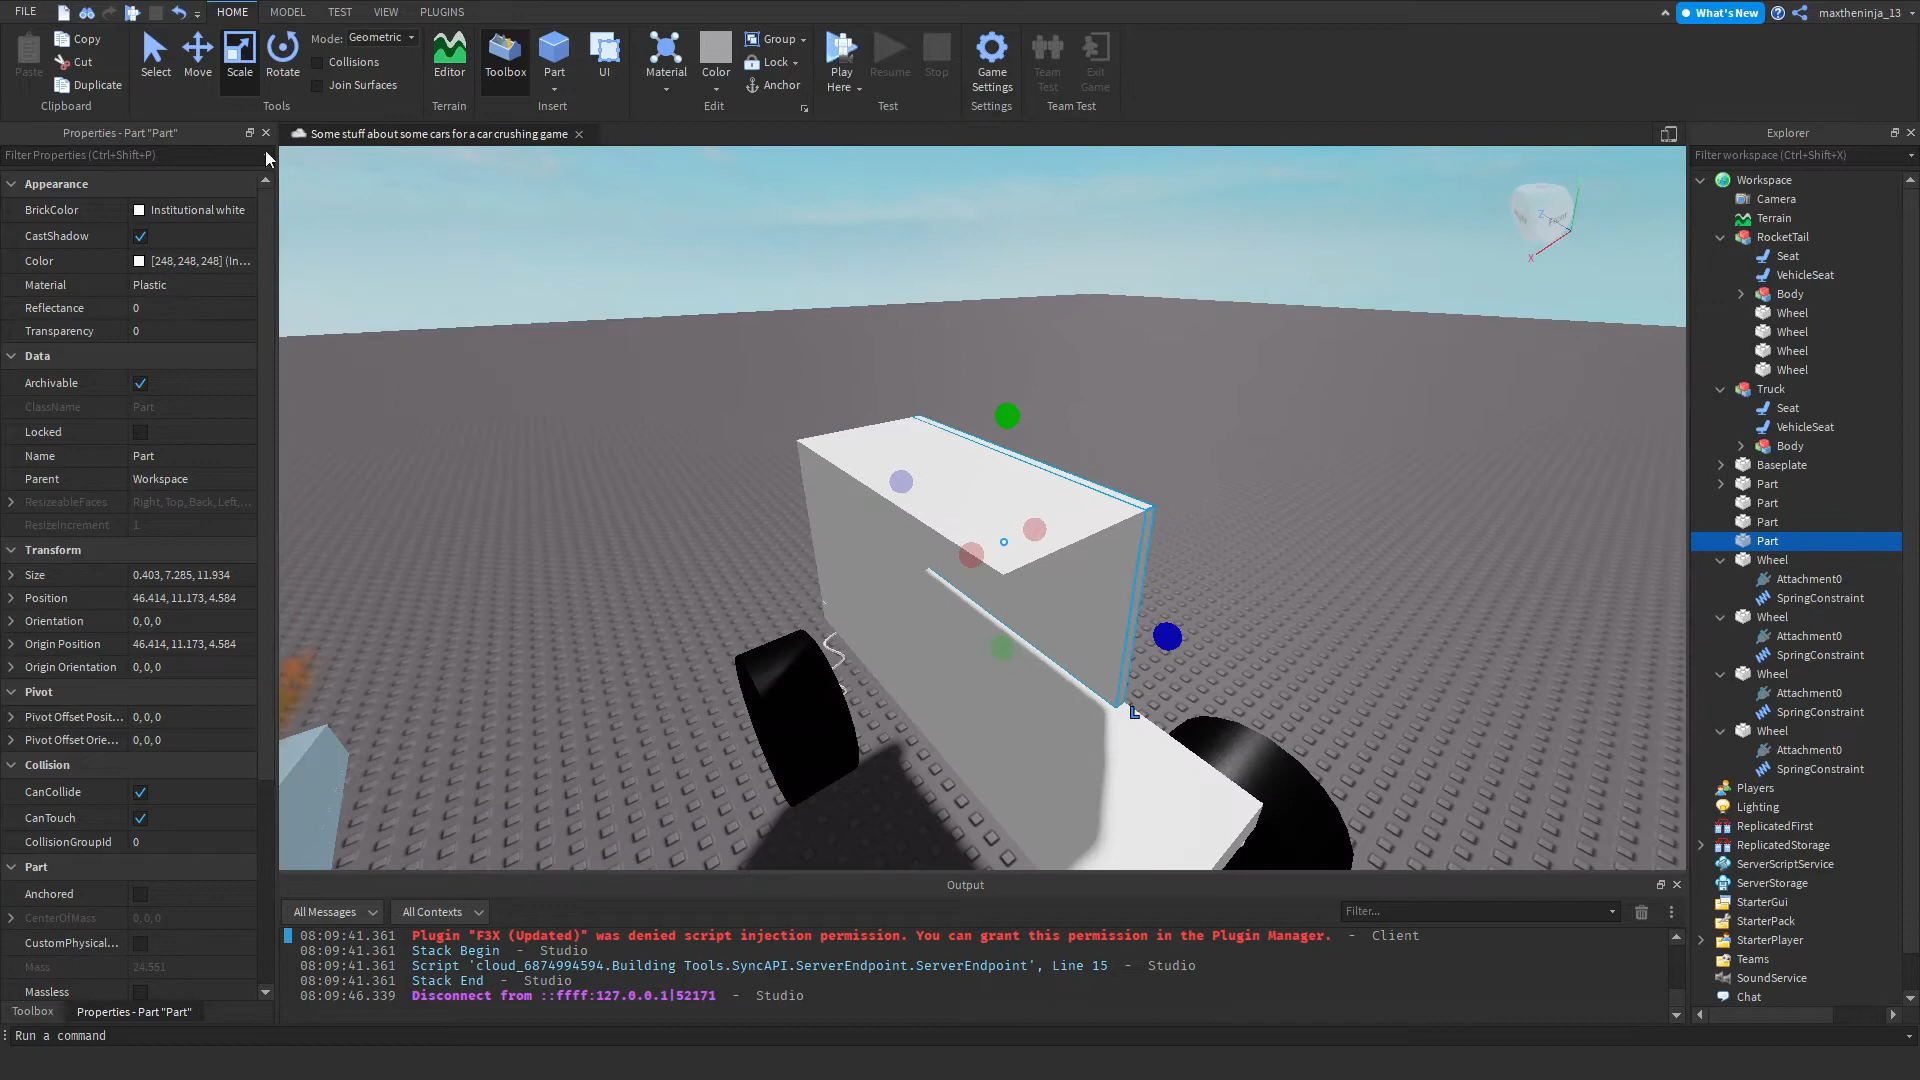 FILE
HOME
MODEL
TEST
VIEW
PLUGINS
What's New
maxtheninja_13
Paste
Copy
Cut
Duplicate
Clipboard
Select
Move
Scale
Rotate
Mode: Geometric
Collisions
Join Surfaces
Tools
Editor
Terrain
Toolbox
Part
UI
Insert
Material
Color
Group
Lock
Anchor
Edit
Play
Here
Resume
Stop
Test
Game
Settings
Settings
Team
Test
Exit
Game
Team Test
Properties - Part "Part"
Filter Properties (Ctrl+Shift+P)
Appearance
BrickColor Institutional white
CastShadow
Color [248, 248, 248] (In...
Material Plastic
Reflectance 0
Transparency 0
Data
Archivable
ClassName Part
Locked
Name Part
Parent Workspace
ResizeableFaces Right, Top, Back, Left,...
ResizeIncrement 1
Transform
Size 0.403, 7.285, 11.934
Position 46.414, 11.173, 4.584
Orientation 0, 0, 0
Origin Position 46.414, 11.173, 4.584
Origin Orientation 0, 0, 0
Pivot
Pivot Offset Posit... 0, 0, 0
Pivot Offset Orie... 0, 0, 0
Collision
CanCollide
CanTouch
CollisionGroupId 0
Part
Anchored
CenterOfMass 0, 0, 0
CustomPhysical...
Mass 24.551
Massless
Toolbox
Properties - Part "Part"
Run a command
Some stuff about some cars for a car crushing game
Front
Z
X
L
Output
All Messages
All Contexts
Filter...
08:09:41.361 Plugin "F3X (Updated)" was denied script injection permission. You can grant this permission in the Plugin Manager. - Client
08:09:41.361 Stack Begin - Studio
08:09:41.361 Script 'cloud_6874994594.Building Tools.SyncAPI.ServerEndpoint.ServerEndpoint', Line 15 - Studio
08:09:41.361 Stack End - Studio
08:09:46.339 Disconnect from ::ffff:127.0.0.1|52171 - Studio
Explorer
Filter workspace (Ctrl+Shift+X)
Workspace
Camera
Terrain
RocketTail
Seat
VehicleSeat
Body
Wheel
Wheel
Wheel
Wheel
Truck
Seat
VehicleSeat
Body
Baseplate
Part
Part
Part
Part
Wheel
Attachment0
SpringConstraint
Wheel
Attachment0
SpringConstraint
Wheel
Attachment0
SpringConstraint
Wheel
Attachment0
SpringConstraint
Players
Lighting
ReplicatedFirst
ReplicatedStorage
ServerScriptService
ServerStorage
StarterGui
StarterPack
StarterPlayer
Teams
SoundService
Chat